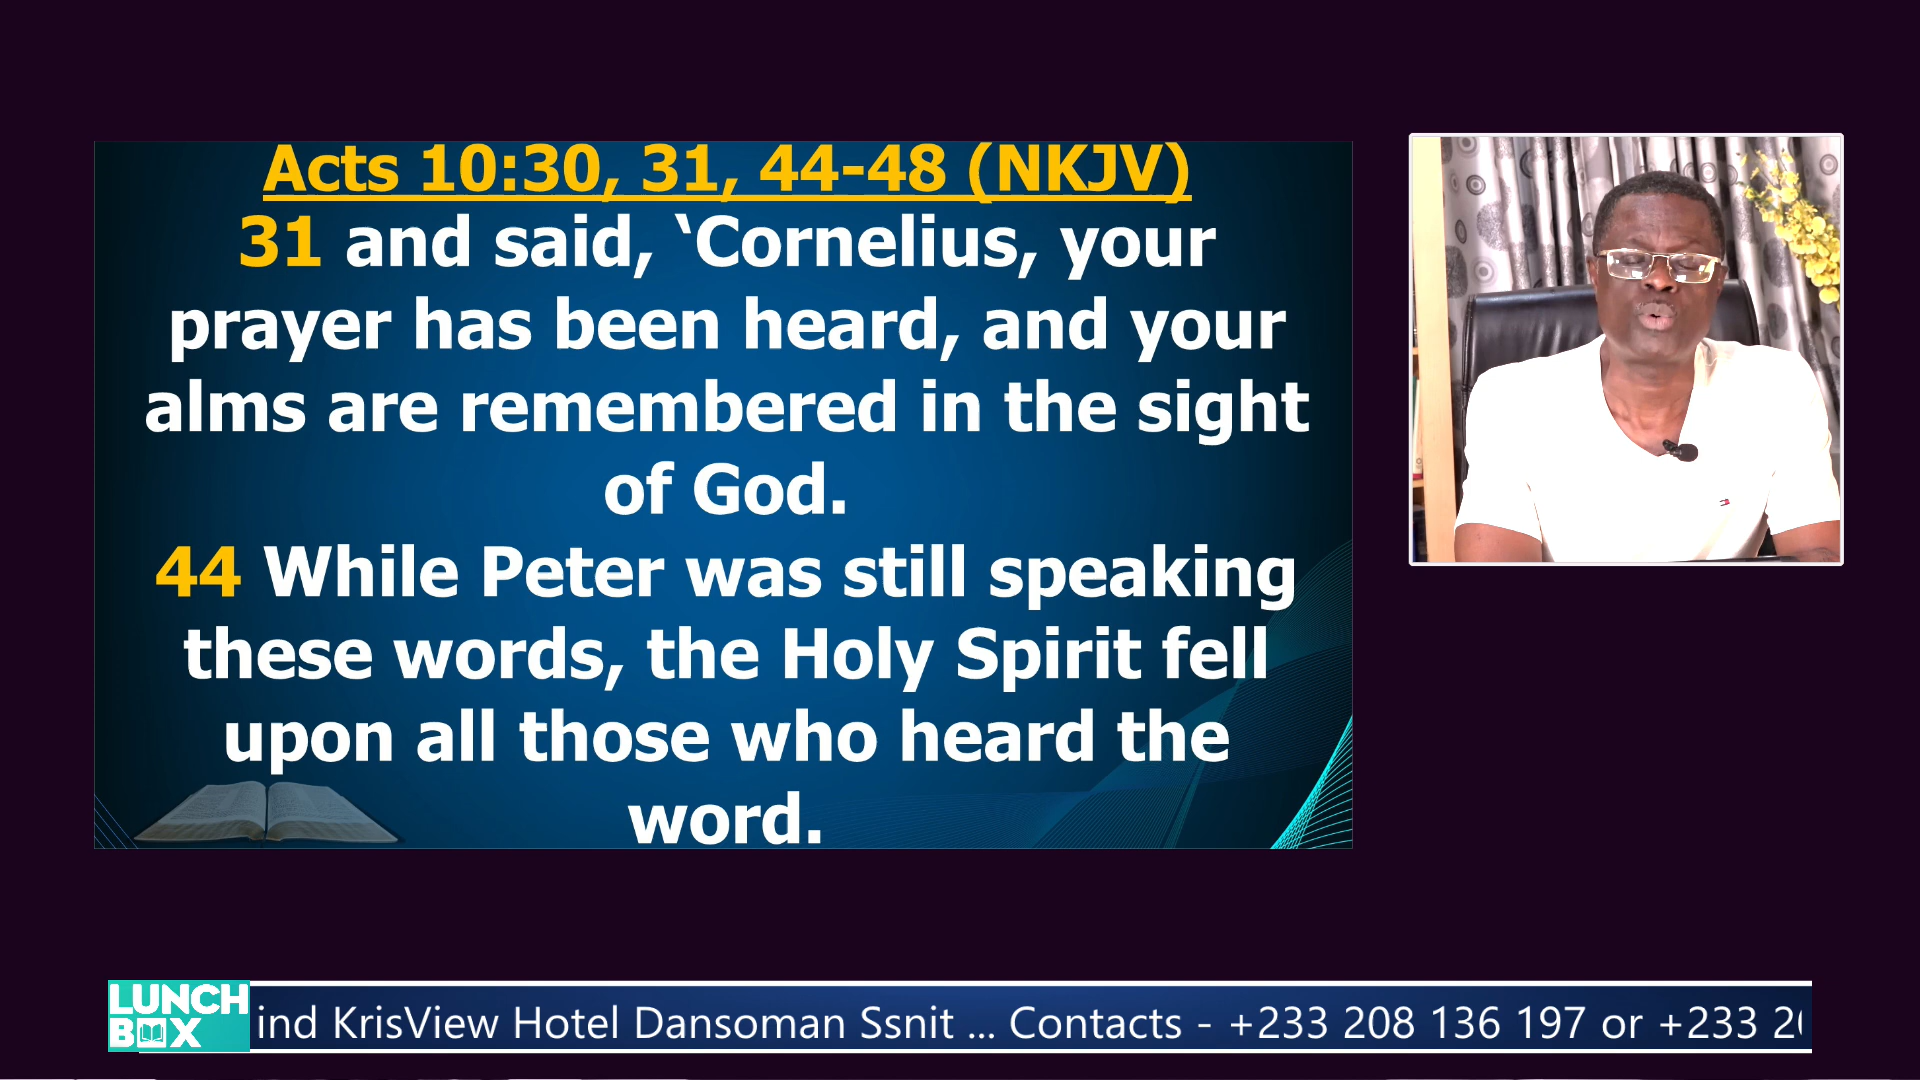 Acts 10:30, 31, 44-48 (NKJV)
31 and said, ‘Cornelius, your
prayer has been heard, and your
alms are remembered in the sight
of God.
44 While Peter was still speaking
these words, the Holy Spirit fell
upon all those who heard the
word.
LUNCH
BOX
ind KrisView Hotel Dansoman Ssnit ... Contacts - +233 208 136 197 or +233